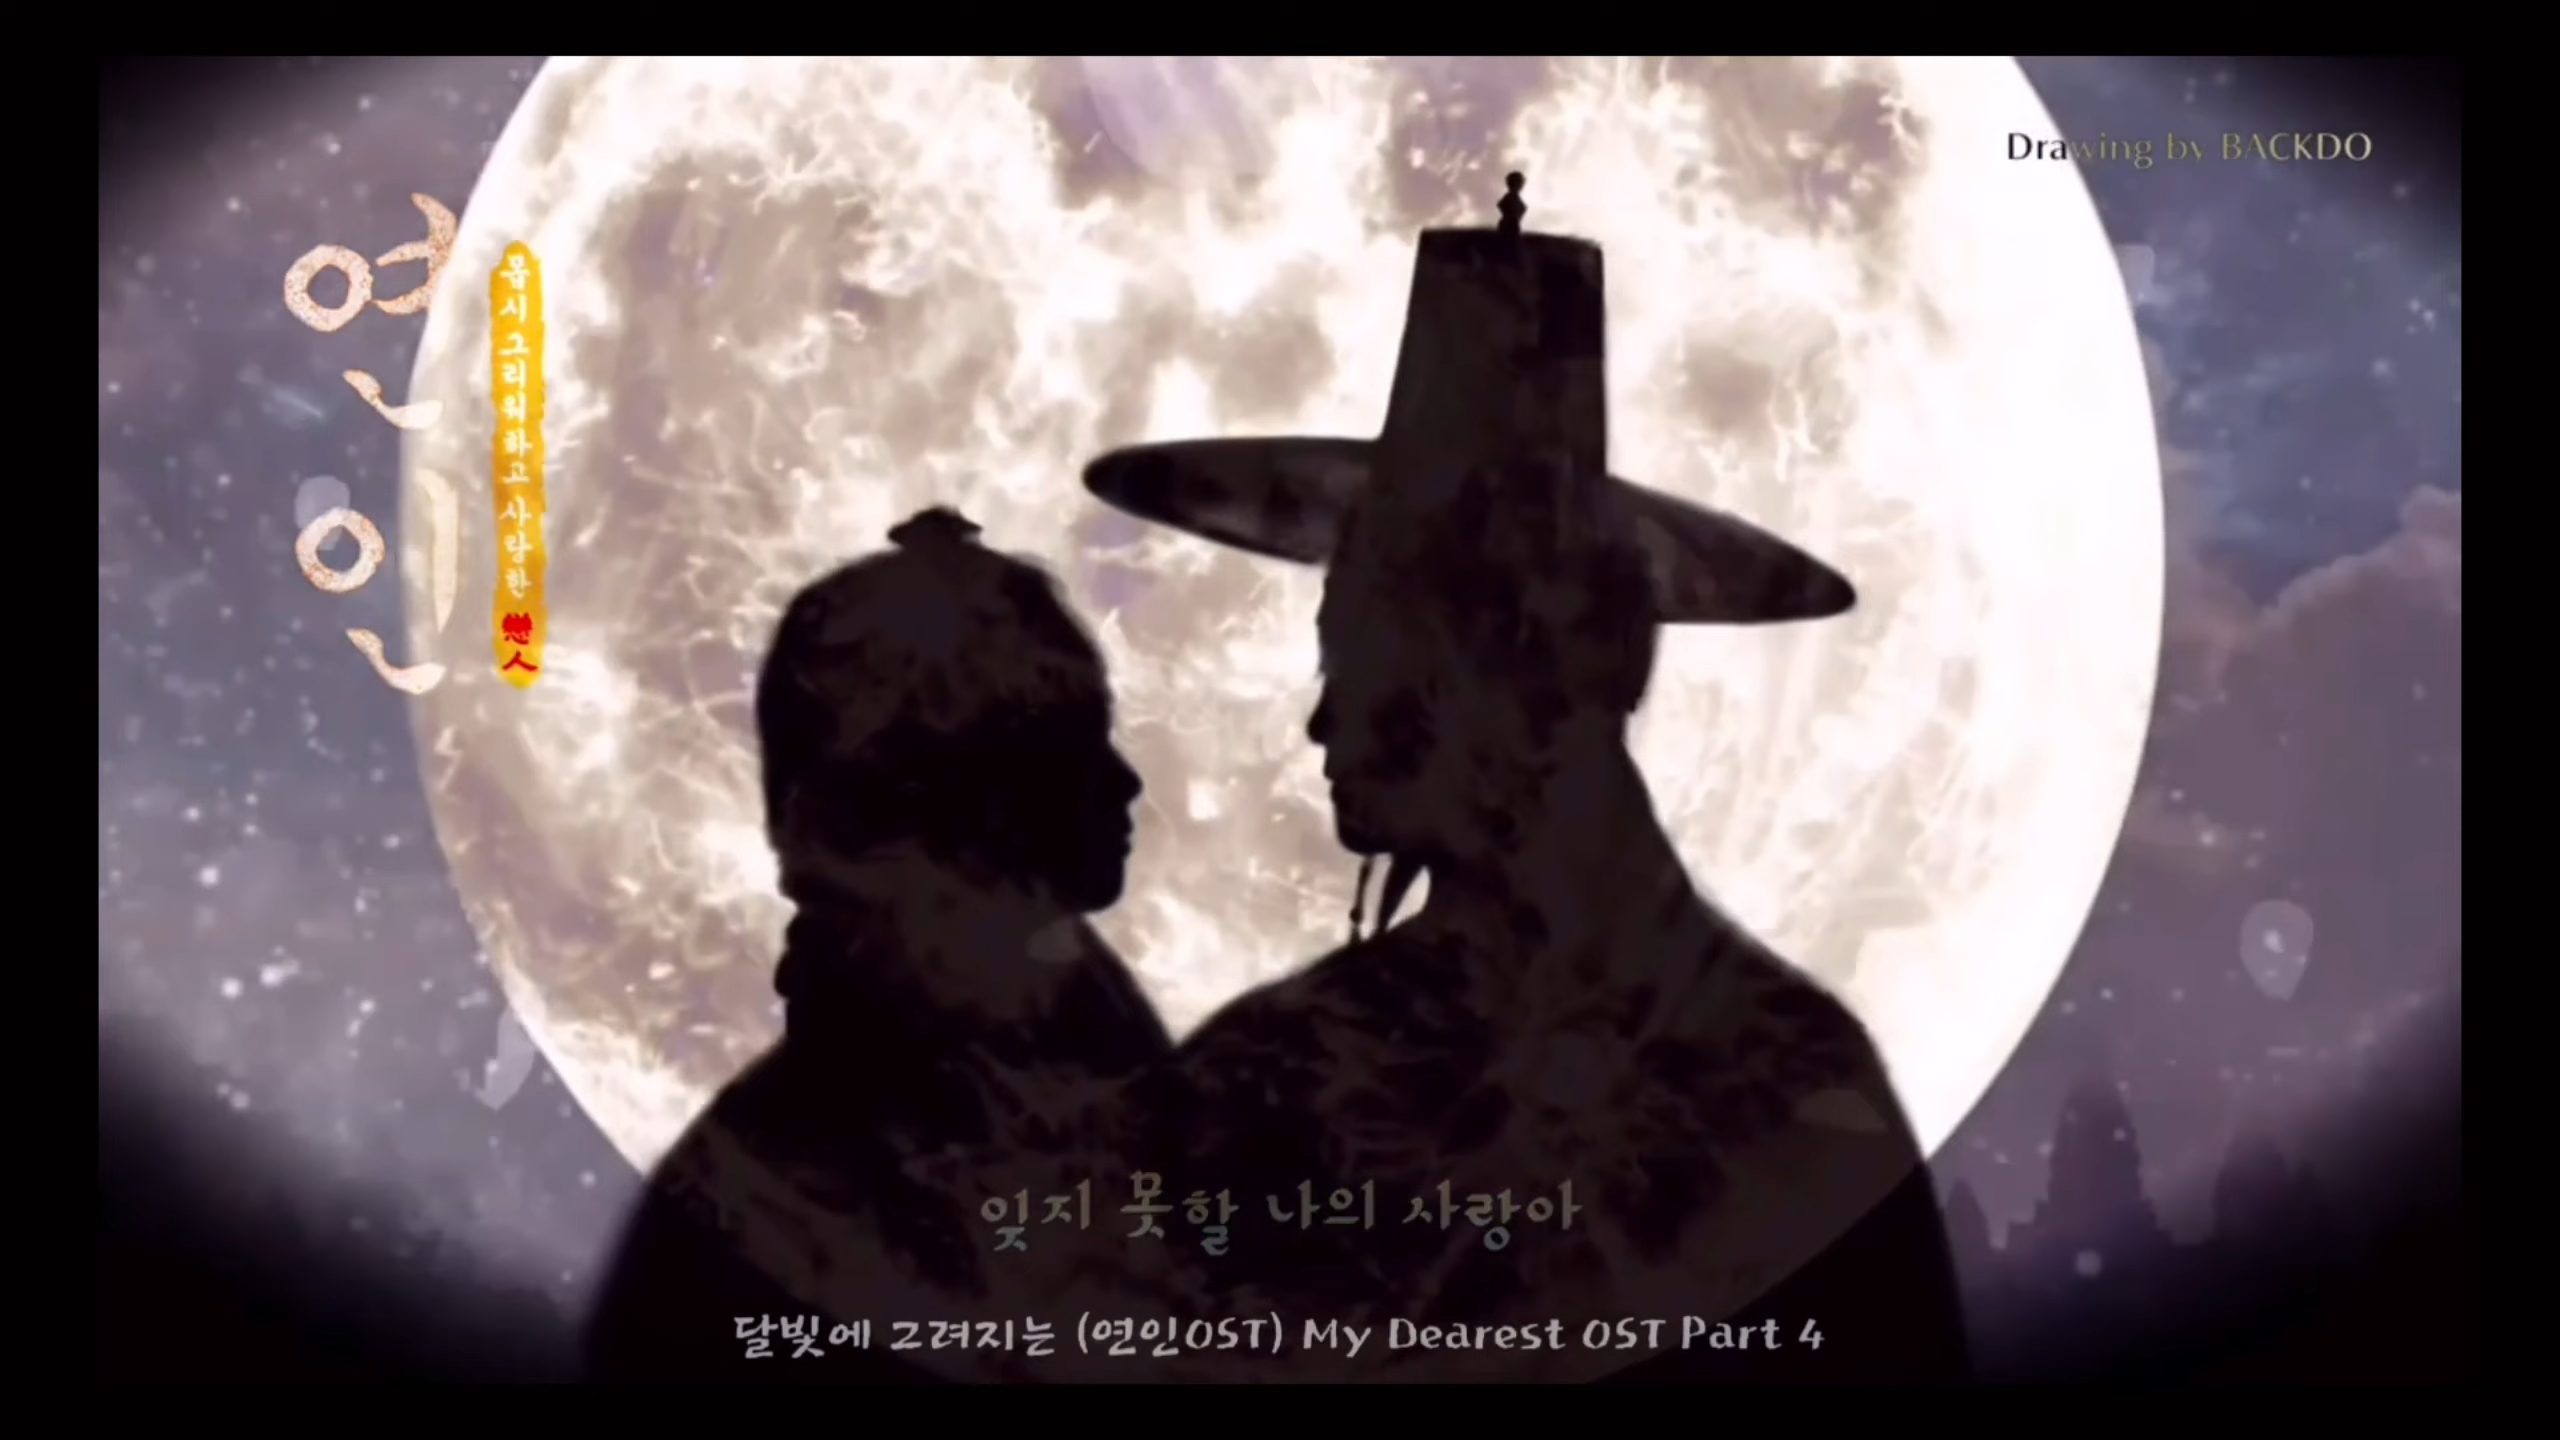 Drawing by BACKDO
연인
몹시 그리워하고 사랑한 戀人
잊지 못할 나의 사랑아
달빛에 그려지는 (연인OST) My Dearest OST Part 4